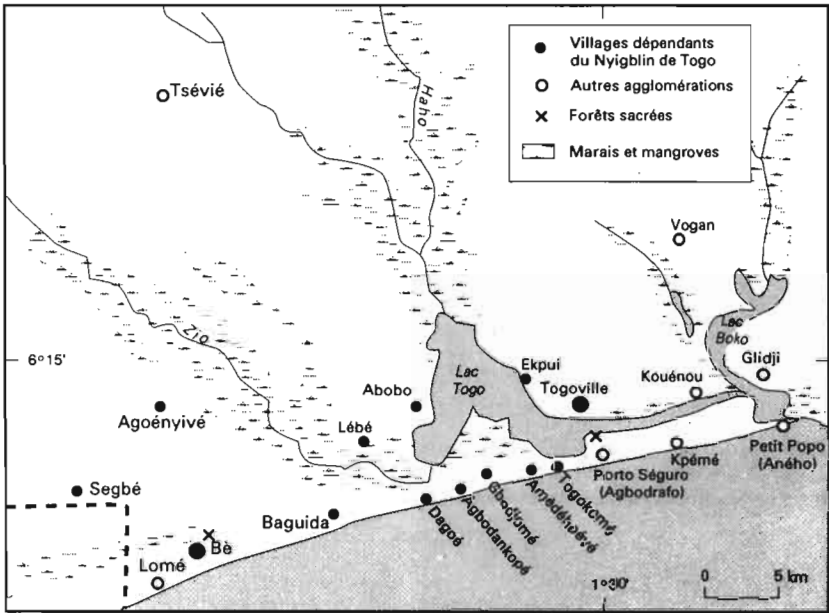 Villages dépendants
du Nyigblin de Togo
Autres agglomérations
Forêts sacrées
Marais et mangroves
Tsévié
Haho
Vogan
Zio
Lac
Boko
6°15'
Lac
Togo
Ekpui
Glidji
Togoville
Kouénou
Abobo
Agoényivé
Lébé
Petit Popo
(Aného)
Kpémé
Porto Séguro
(Agbodrafo)
Segbé
Togokomé
Gbodjomé
Agbodankopé
Dagbé
Baguida
Bè
Lomé
1°30'
0
5 km